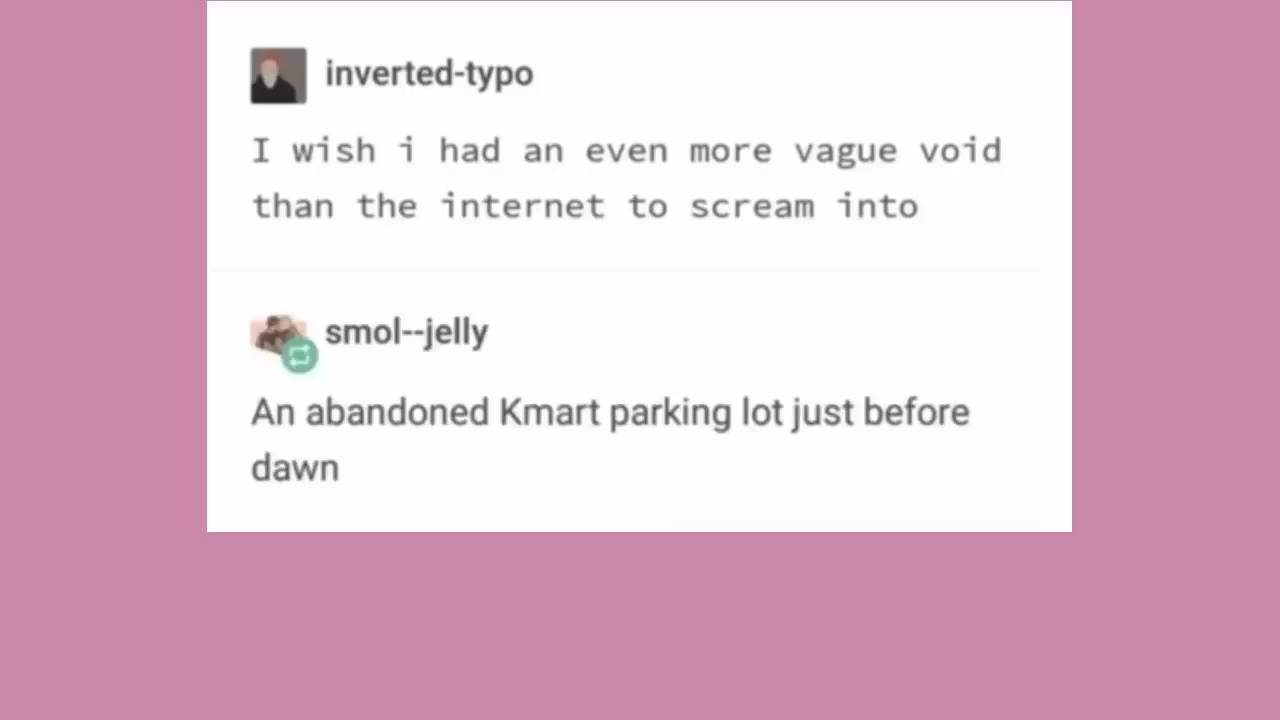 inverted-typo
I wish i had an even more vague void
than the internet to scream into
smol--jelly
An abandoned Kmart parking lot just before
dawn